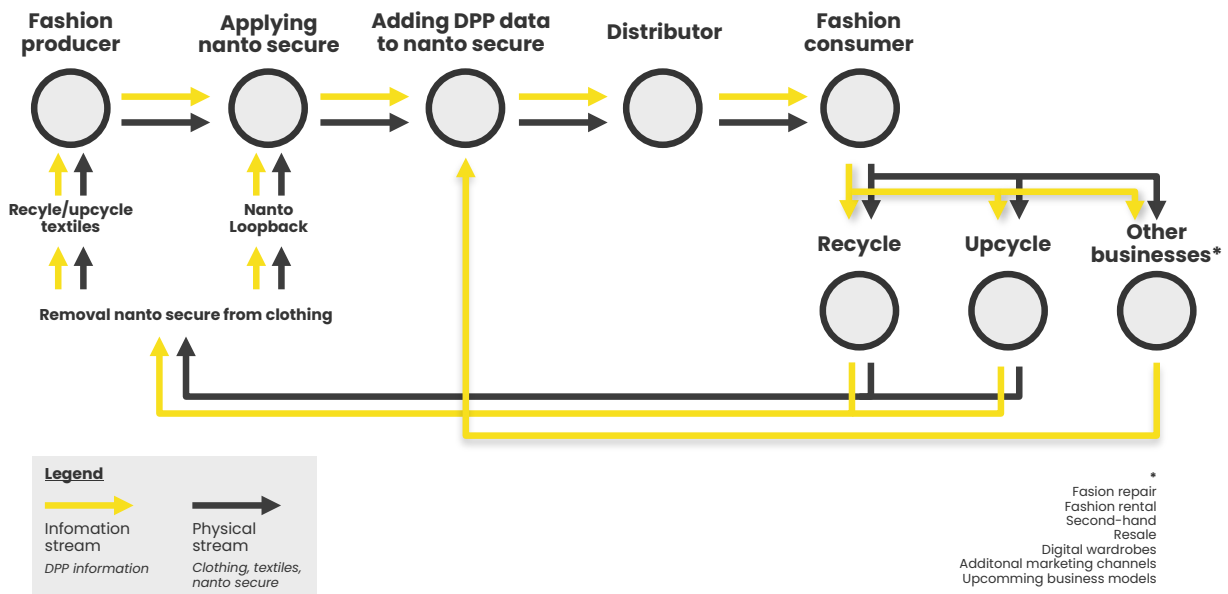 Fashion
producer
Applying
nanto secure
Adding DPP data
to nanto secure
Distributor
Fashion
consumer
Recyle/upcycle
textiles
Nanto
Loopback
Removal nanto secure from clothing
Recycle
Upcycle
Other
businesses*
Legend
Infomation
stream
DPP information
Physical
stream
Clothing, textiles,
nanto secure
*
Fasion repair
Fashion rental
Second-hand
Resale
Digital wardrobes
Additonal marketing channels
Upcomming business models